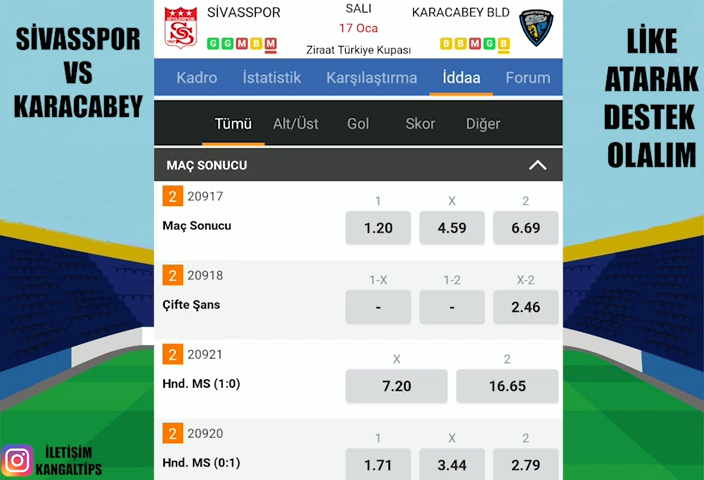 SİVASSPOR
VS
KARACABEY
SİVASSPOR
G G M B M
SALI
17 Oca
Ziraat Türkiye Kupası
KARACABEY BLD
B B M G B
LİKE
ATARAK
DESTEK
OLALIM
Kadro İstatistik Karşılaştırma İddaa Forum
Tümü Alt/Üst Gol Skor Diğer
MAÇ SONUCU
2 20917
1 X 2
Maç Sonucu
1.20 4.59 6.69
2 20918
1-X 1-2 X-2
Çifte Şans
- - 2.46
2 20921
X 2
Hnd. MS (1:0)
7.20 16.65
2 20920
1 X 2
Hnd. MS (0:1)
1.71 3.44 2.79
İLETİŞİM
KANGALTİPS